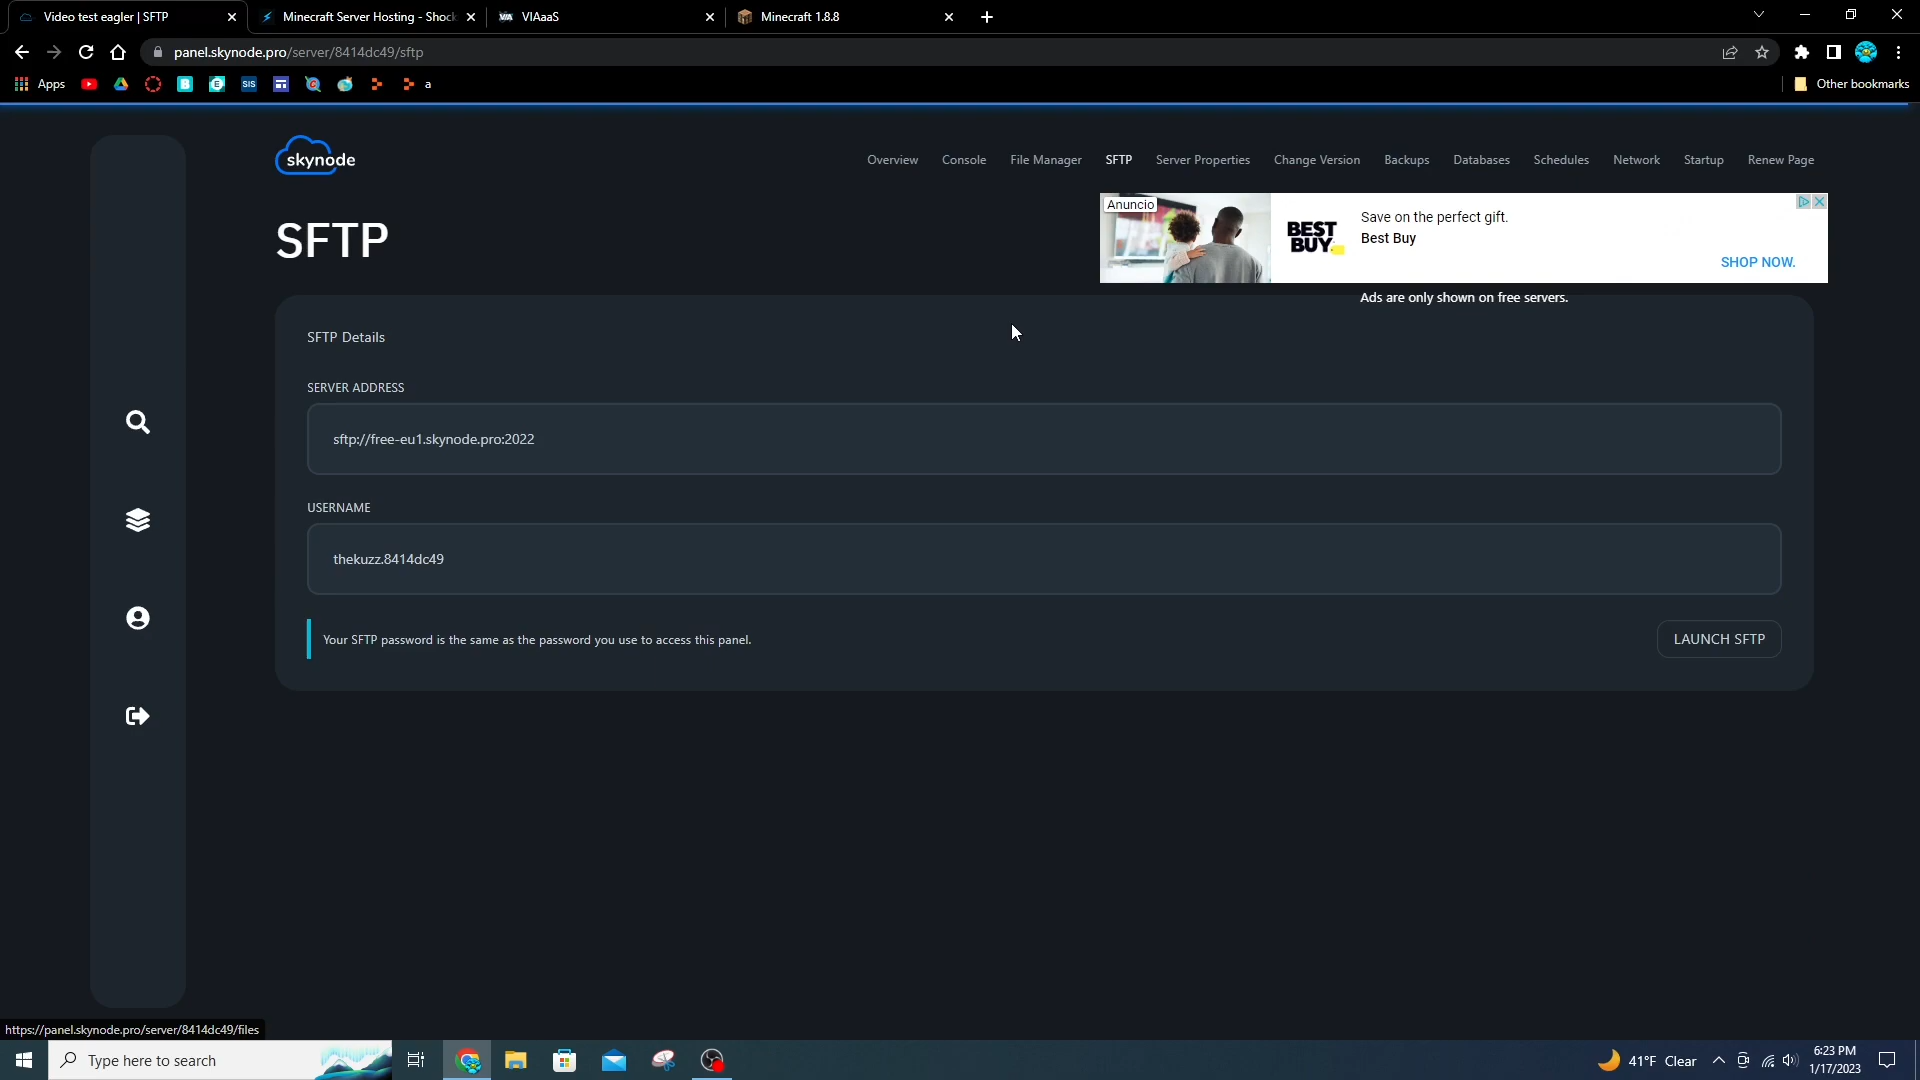 Video test eagler | SFTP
Minecraft Server Hosting - Shock
VIA VIAaaS
Minecraft 1.8.8
panel.skynode.pro/server/8414dc49/sftp
Apps
SIS
a
Other bookmarks
skynode
Overview
Console
File Manager
SFTP
Server Properties
Change Version
Backups
Databases
Schedules
Network
Startup
Renew Page
SFTP
Anuncio
BEST BUY
Save on the perfect gift.
Best Buy
SHOP NOW.
Ads are only shown on free servers.
SFTP Details
SERVER ADDRESS
sftp://free-eu1.skynode.pro:2022
USERNAME
thekuzz.8414dc49
Your SFTP password is the same as the password you use to access this panel.
LAUNCH SFTP
https://panel.skynode.pro/server/8414dc49/files
Type here to search
41°F Clear
6:23 PM
1/17/2023